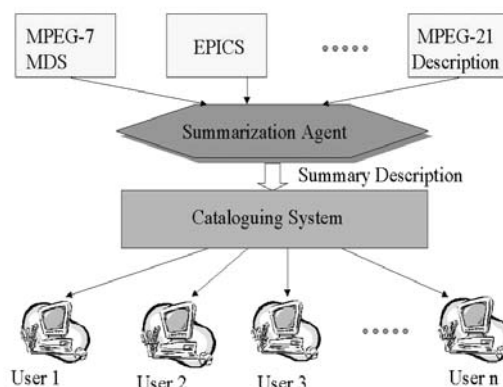 MPEG-7
MDS
EPICS
MPEG-21
Description
Summarization Agent
Summary Description
Cataloguing System
User 1
User 2
User 3
User n